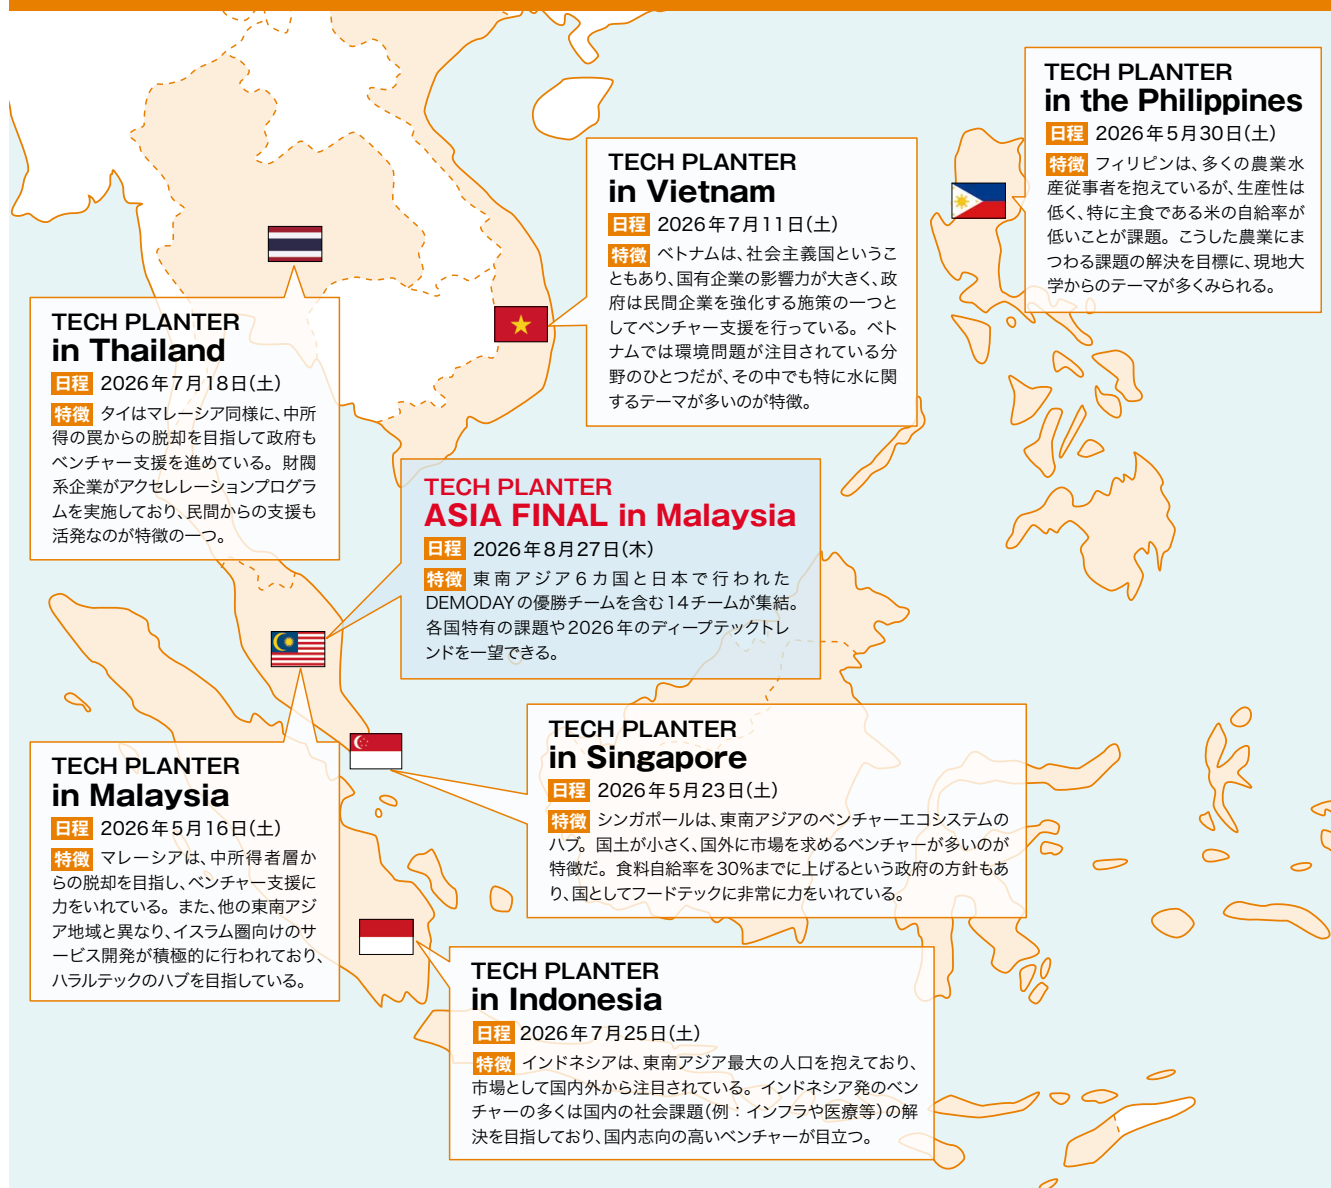 TECH PLANTER
in the Philippines
日程 2026年5月30日(土)
特徴 フィリピンは、多くの農業水
産従事者を抱えているが、生産性は
低く、特に主食である米の自給率が
低いことが課題。こうした農業にま
つわる課題の解決を目標に、現地大
学からのテーマが多くみられる。
TECH PLANTER
in Vietnam
日程 2026年7月11日(土)
特徴 ベトナムは、社会主義国というこ
ともあり、国有企業の影響力が大きく、政
府は民間企業を強化する施策の一つと
してベンチャー支援を行っている。ベト
ナムでは環境問題が注目されている分
野のひとつだが、その中でも特に水に関
するテーマが多いのが特徴。
TECH PLANTER
in Thailand
日程 2026年7月18日(土)
特徴 タイはマレーシア同様に、中所
得の罠からの脱却を目指して政府も
ベンチャー支援を進めている。財閥
系企業がアクセレレーションプログラ
ムを実施しており、民間からの支援も
活発なのが特徴の一つ。
TECH PLANTER
ASIA FINAL in Malaysia
日程 2026年8月27日(木)
特徴 東南アジア6カ国と日本で行われた
DEMODAYの優勝チームを含む14チームが集結。
各国特有の課題や2026年のディープテックトレ
ンドを一望できる。
TECH PLANTER
in Singapore
日程 2026年5月23日(土)
特徴 シンガポールは、東南アジアのベンチャーエコシステムの
ハブ。国土が小さく、国外に市場を求めるベンチャーが多いのが
特徴だ。食料自給率を30%までに上げるという政府の方針もあ
り、国としてフードテックに非常に力をいれている。
TECH PLANTER
in Malaysia
日程 2026年5月16日(土)
特徴 マレーシアは、中所得者層か
らの脱却を目指し、ベンチャー支援に
力をいれている。また、他の東南アジ
ア地域と異なり、イスラム圏向けのサ
ービス開発が積極的に行われており、
ハラルテックのハブを目指している。
TECH PLANTER
in Indonesia
日程 2026年7月25日(土)
特徴 インドネシアは、東南アジア最大の人口を抱えており、
市場として国内外から注目されている。インドネシア発のベン
チャーの多くは国内の社会課題(例：インフラや医療等)の解
決を目指しており、国内志向の高いベンチャーが目立つ。